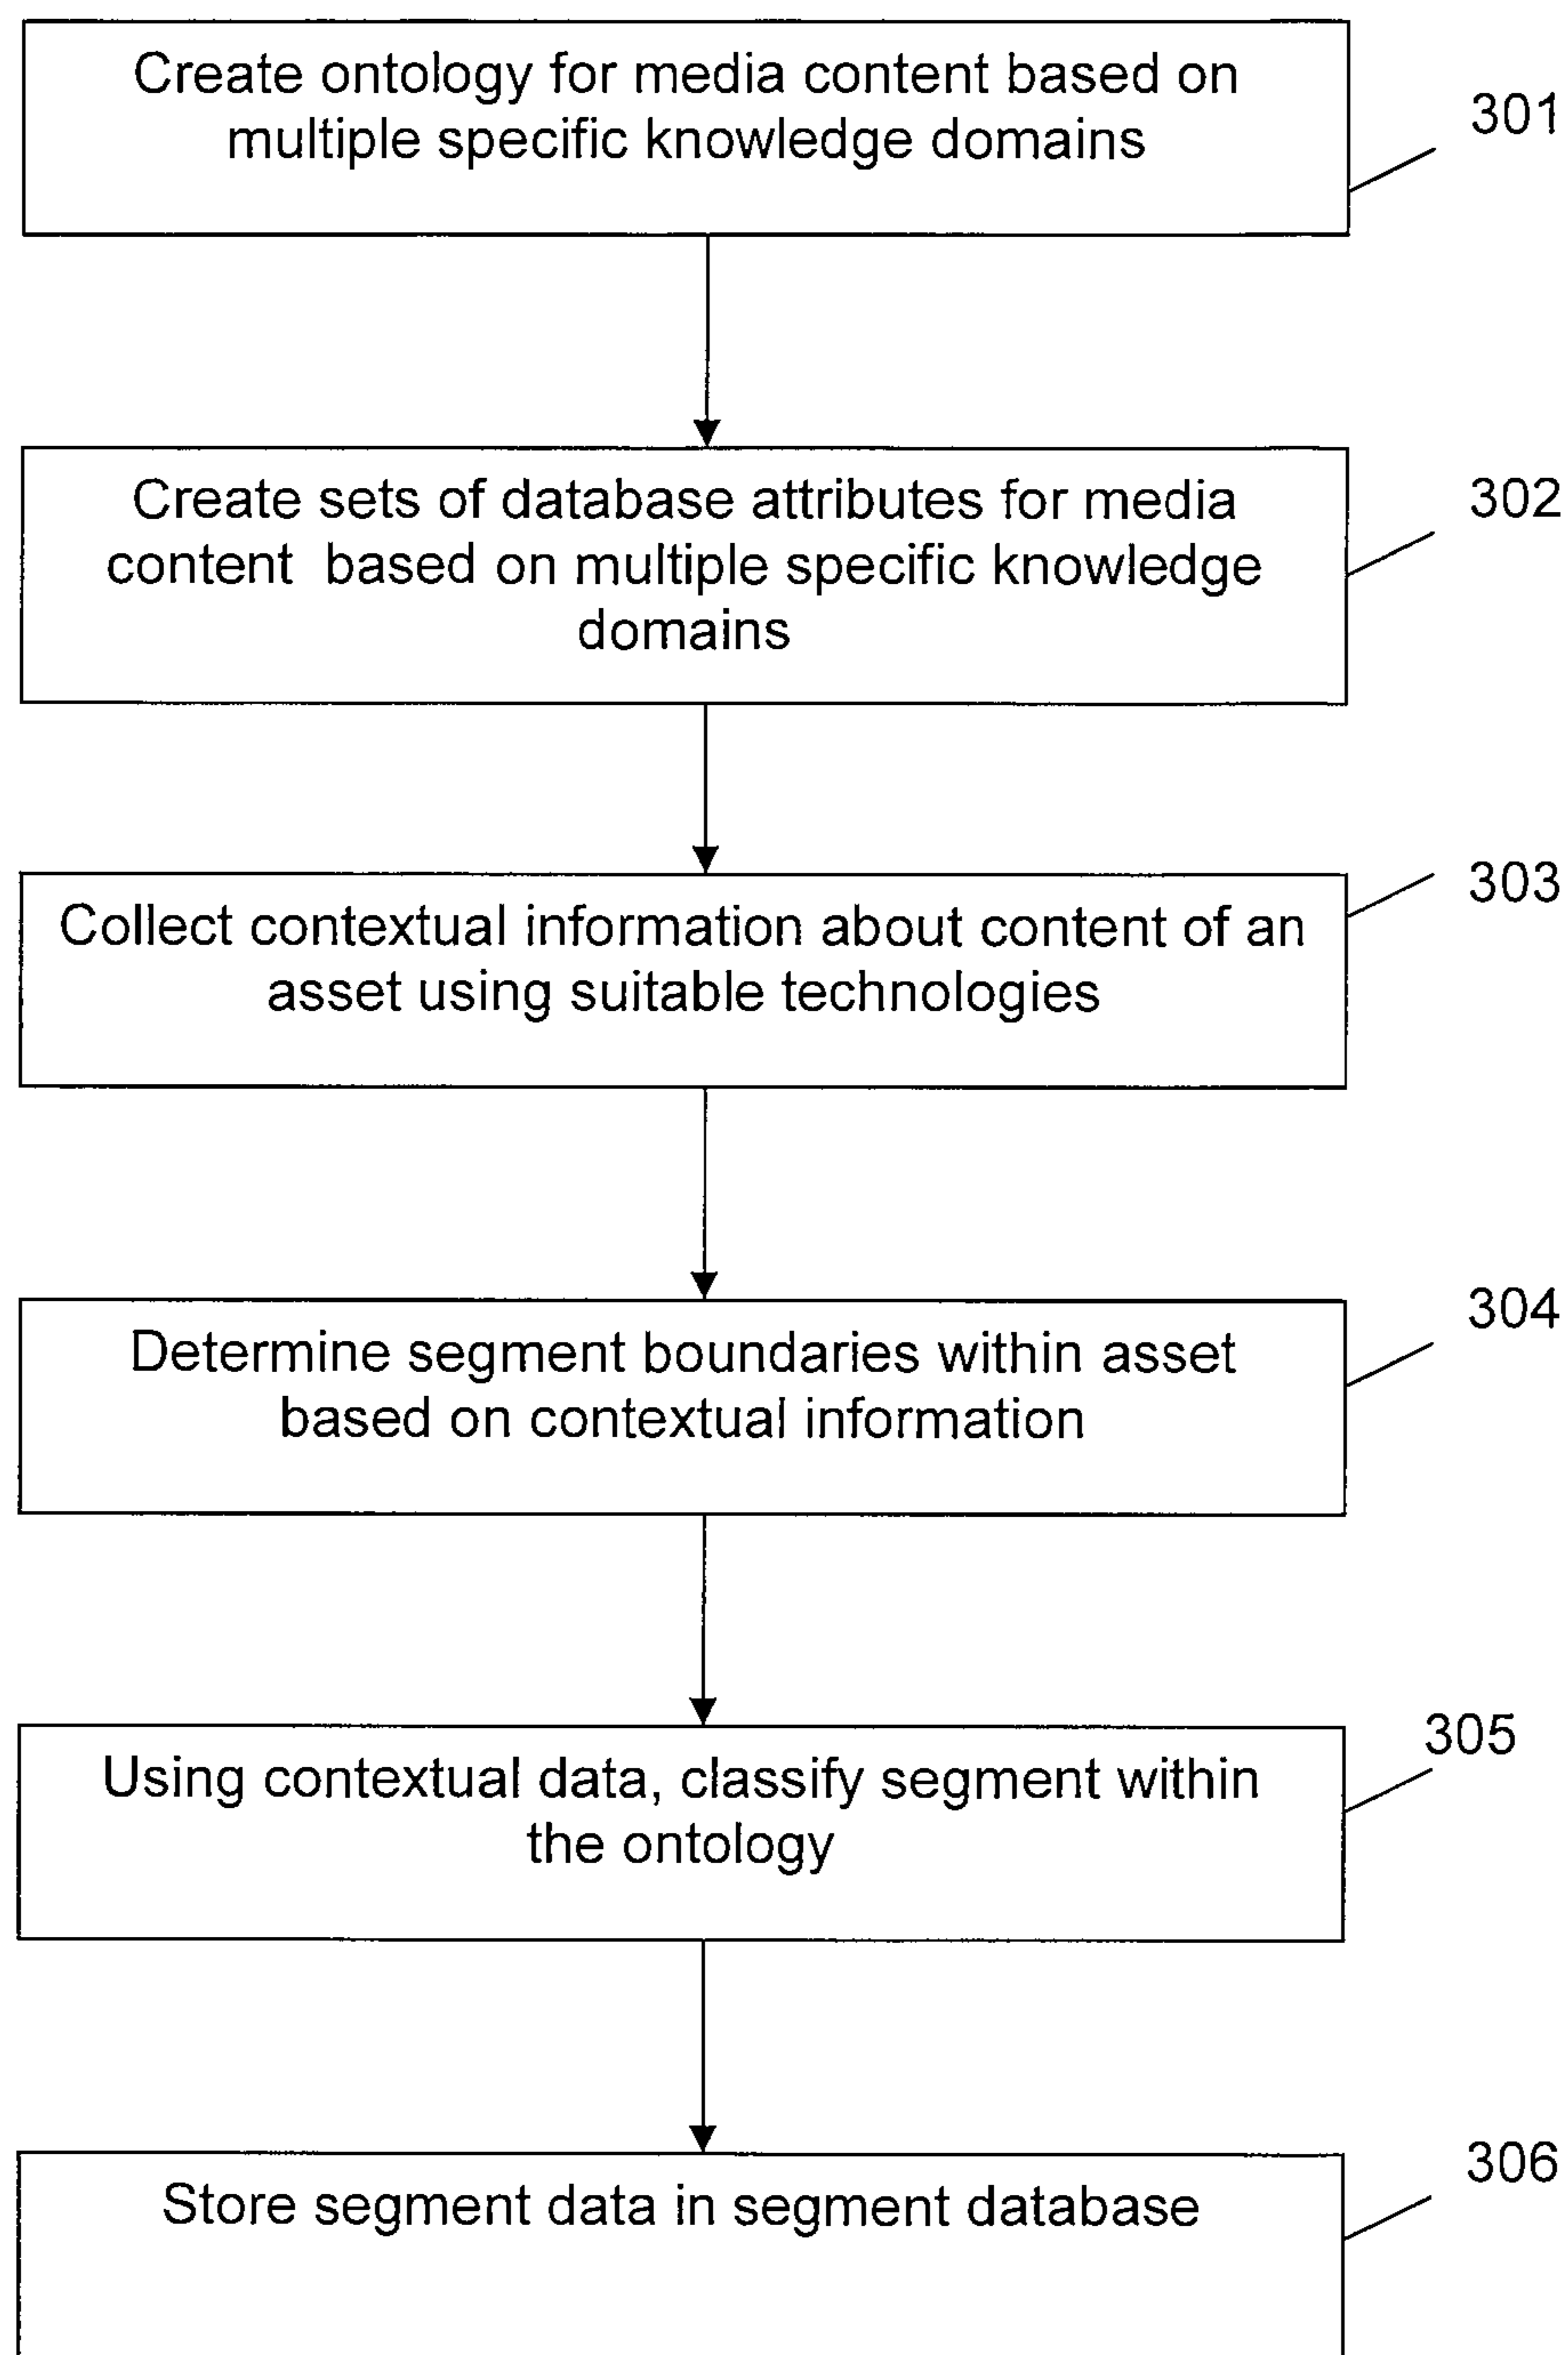 Create ontology for media content based on
multiple specific knowledge domains
301
Create sets of database attributes for media
content based on multiple specific knowledge
domains
302
Collect contextual information about content of an
asset using suitable technologies
303
Determine segment boundaries within asset
based on contextual information
304
Using contextual data, classify segment within
the ontology
305
Store segment data in segment database
306